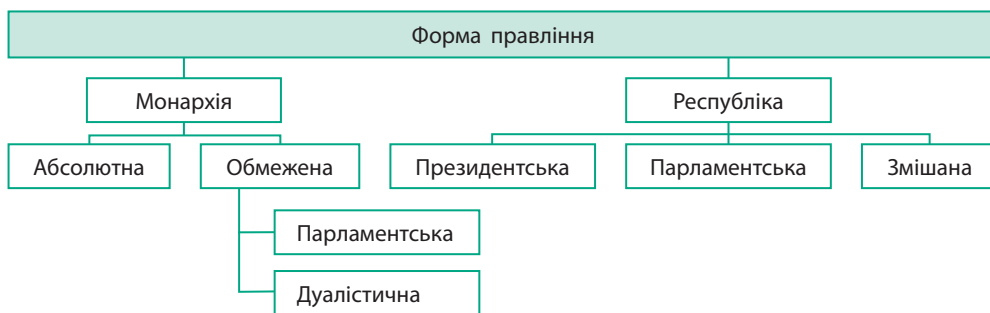 Форма правління
Монархія
Республіка
Абсолютна
Обмежена
Президентська
Парламентська
Змішана
Парламентська
Дуалістична